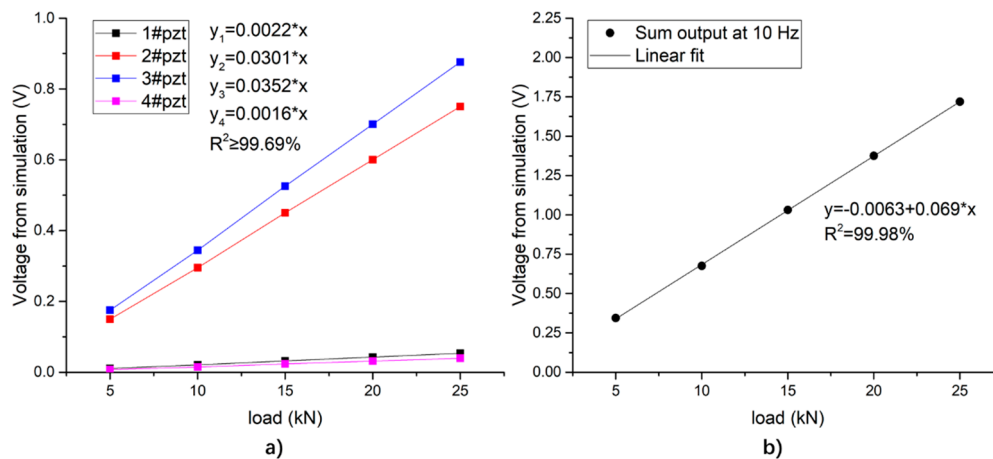 1.0
0.8
0.6
0.4
0.2
0.0
Voltage from simulation (V)
1#pzt
2#pzt
3#pzt
4#pzt
y₁=0.0022*x
y₂=0.0301*x
y₃=0.0352*x
y₄=0.0016*x
R²≥99.69%
5 10 15 20 25
load (kN)
a)
2.25
2.00
1.75
1.50
1.25
1.00
0.75
0.50
0.25
0.00
Voltage from simulation (V)
Sum output at 10 Hz
Linear fit
y=-0.0063+0.069*x
R²=99.98%
5 10 15 20 25
load (kN)
b)